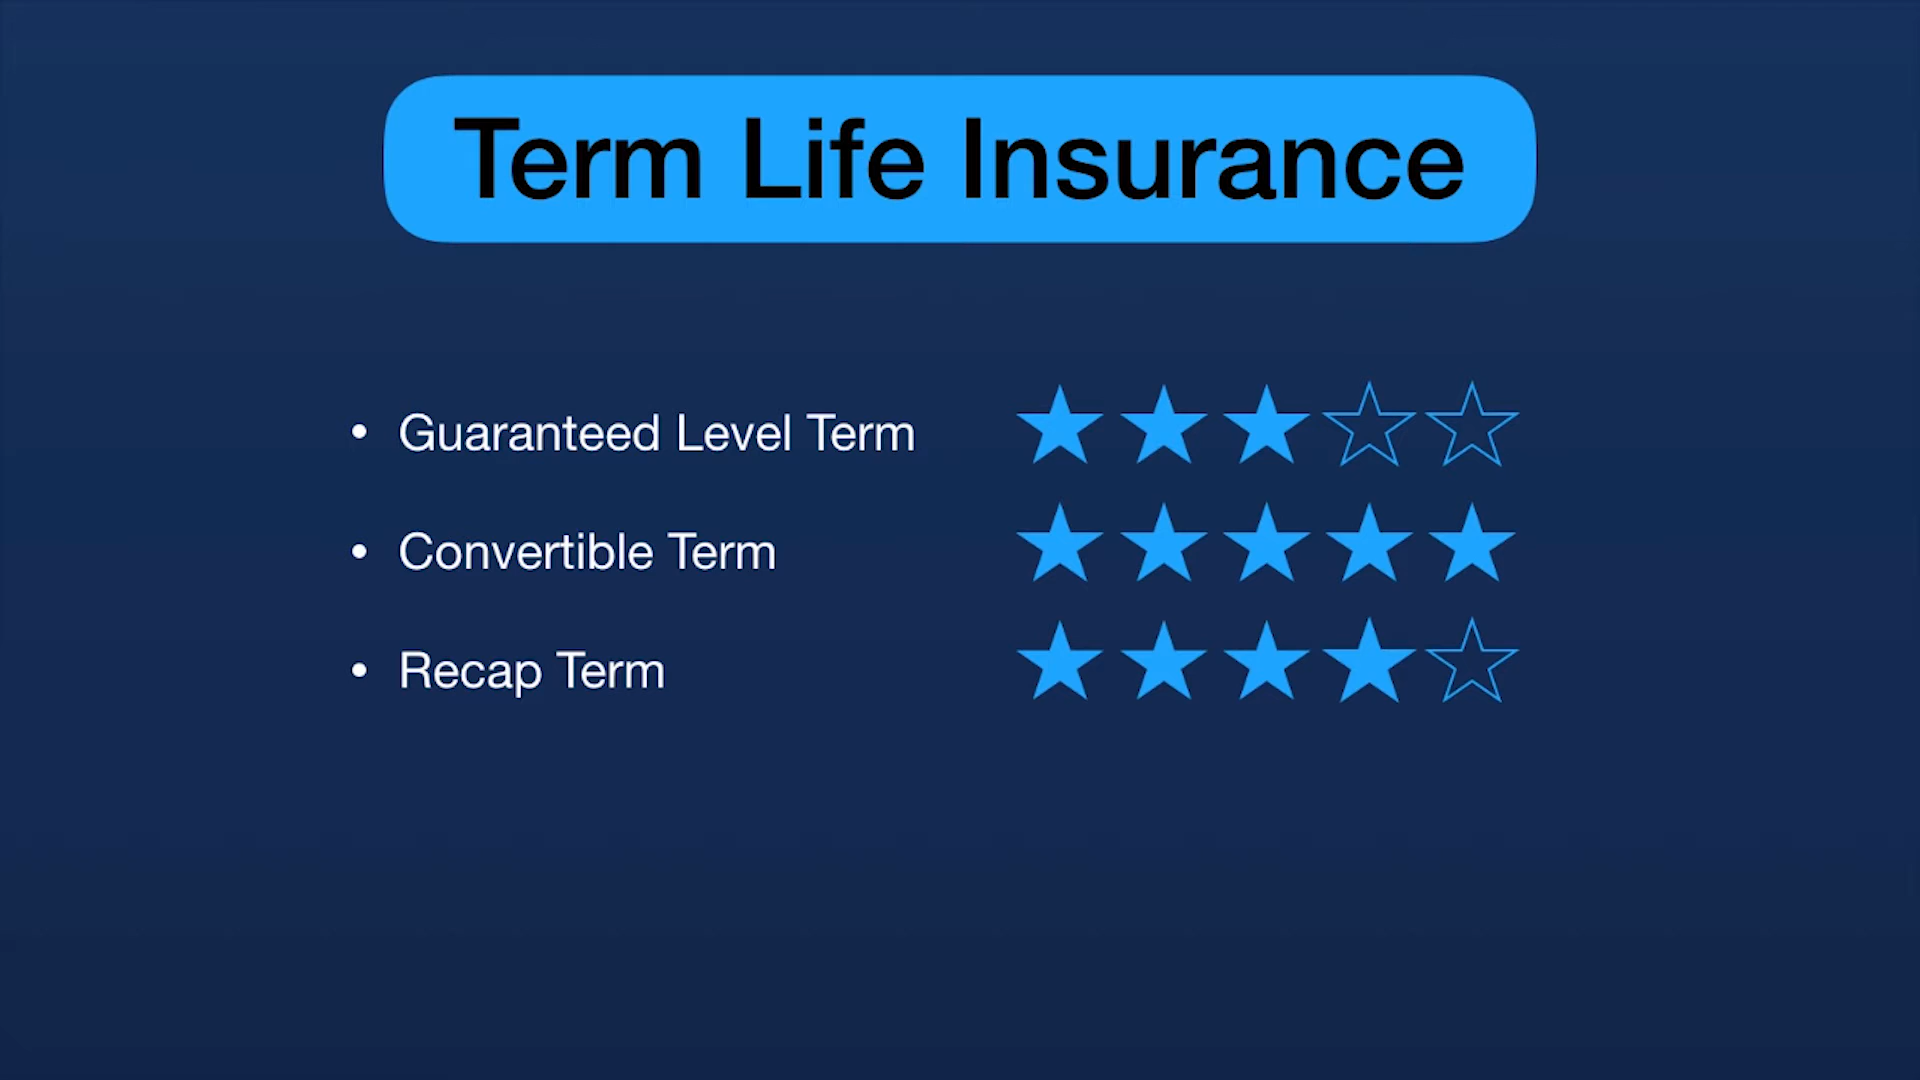 Term Life Insurance
• Guaranteed Level Term ★★★☆☆
• Convertible Term ★★★★★
• Recap Term ★★★★☆